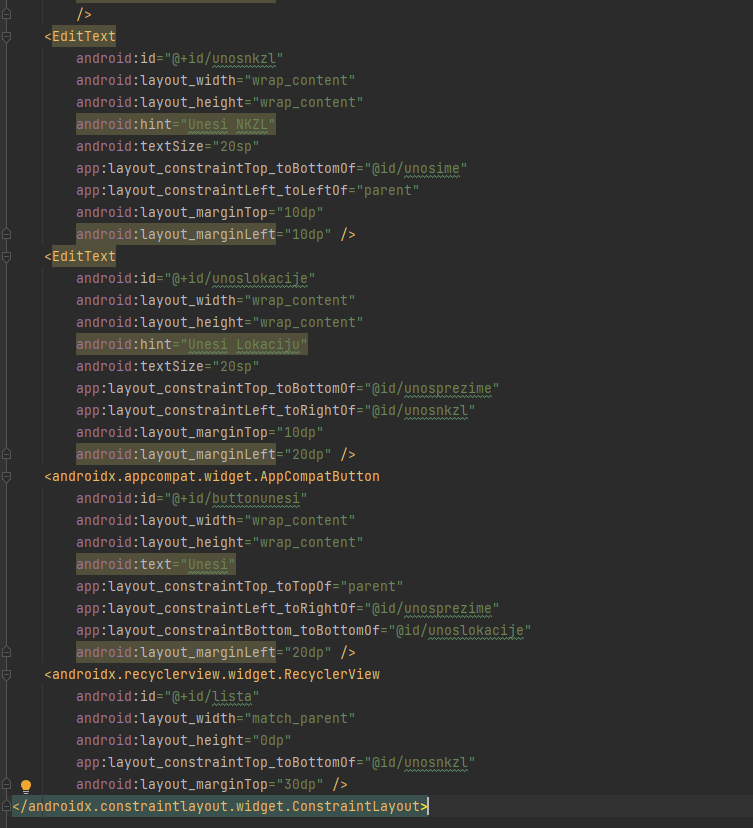 />
<EditText
android:id="@+id/unosnkzl"
android:layout_width="wrap_content"
android:layout_height="wrap_content"
android:hint="Unesi NKZL"
android:textSize="20sp"
app:layout_constraintTop_toBottomOf="@id/unosime"
app:layout_constraintLeft_toLeftOf="parent"
android:layout_marginTop="10dp"
android:layout_marginLeft="10dp" />
<EditText
android:id="@+id/unoslokacije"
android:layout_width="wrap_content"
android:layout_height="wrap_content"
android:hint="Unesi Lokaciju"
android:textSize="20sp"
app:layout_constraintTop_toBottomOf="@id/unosprezime"
app:layout_constraintLeft_toRightOf="@id/unosnkzl"
android:layout_marginTop="10dp"
android:layout_marginLeft="20dp" />
<androidx.appcompat.widget.AppCompatButton
android:id="@+id/buttonunesi"
android:layout_width="wrap_content"
android:layout_height="wrap_content"
android:text="Unesi"
app:layout_constraintTop_toTopOf="parent"
app:layout_constraintLeft_toRightOf="@id/unosprezime"
app:layout_constraintBottom_toBottomOf="@id/unoslokacije"
android:layout_marginLeft="20dp" />
<androidx.recyclerview.widget.RecyclerView
android:id="@+id/lista"
android:layout_width="match_parent"
android:layout_height="0dp"
app:layout_constraintTop_toBottomOf="@id/unosnkzl"
android:layout_marginTop="30dp" />
</androidx.constraintlayout.widget.ConstraintLayout>